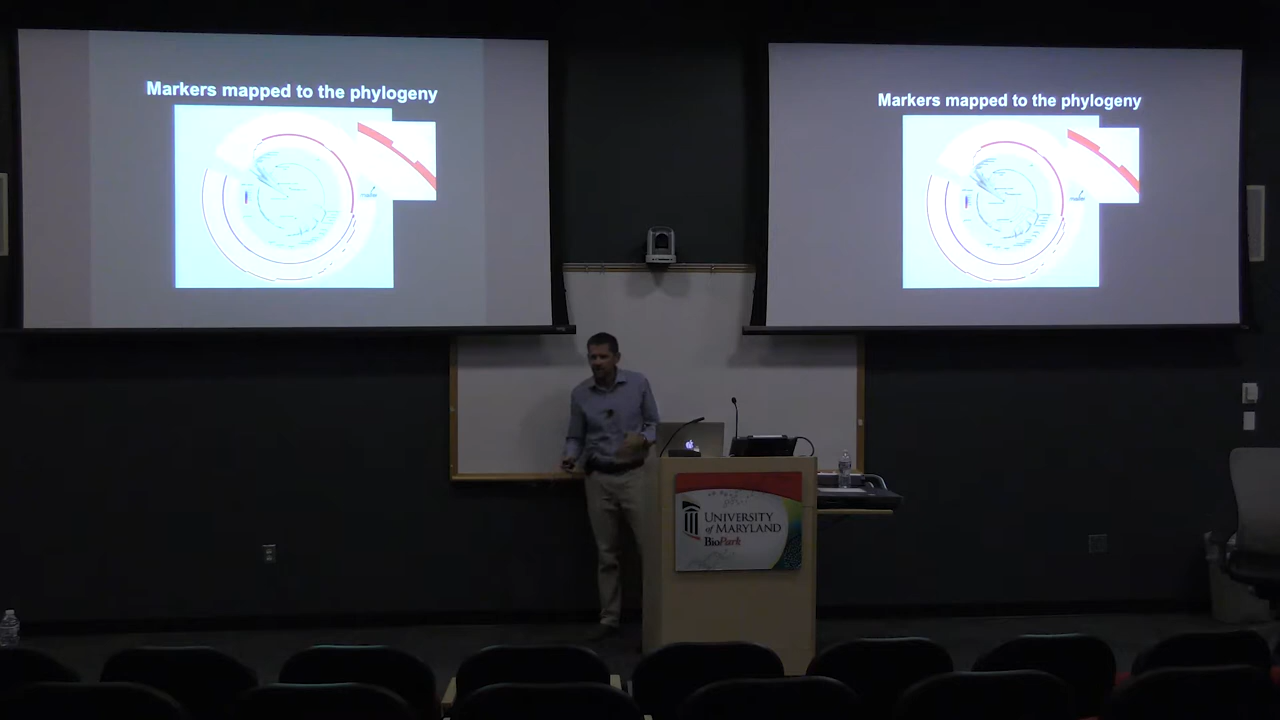 Markers mapped to the phylogeny
Markers mapped to the phylogeny
UNIVERSITY
of MARYLAND
BioPark